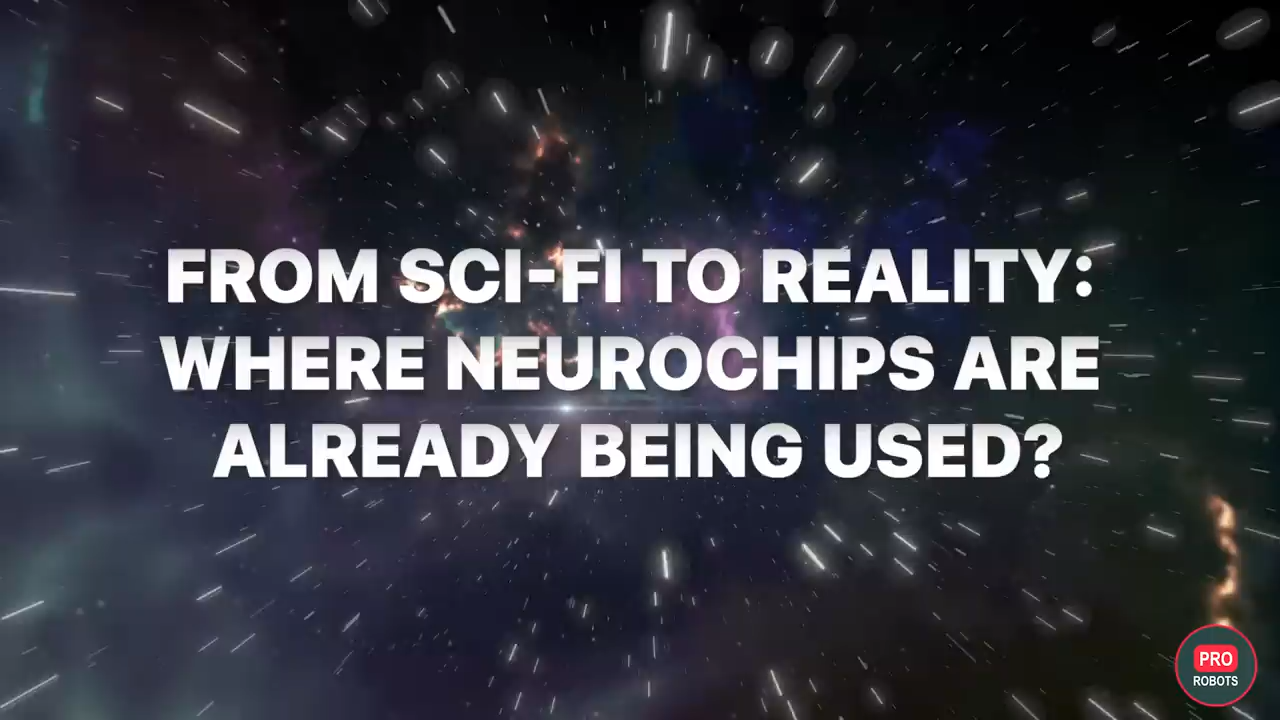 FROM SCI-FI TO REALITY:
WHERE NEUROCHIPS ARE
ALREADY BEING USED?
PRO
ROBOTS